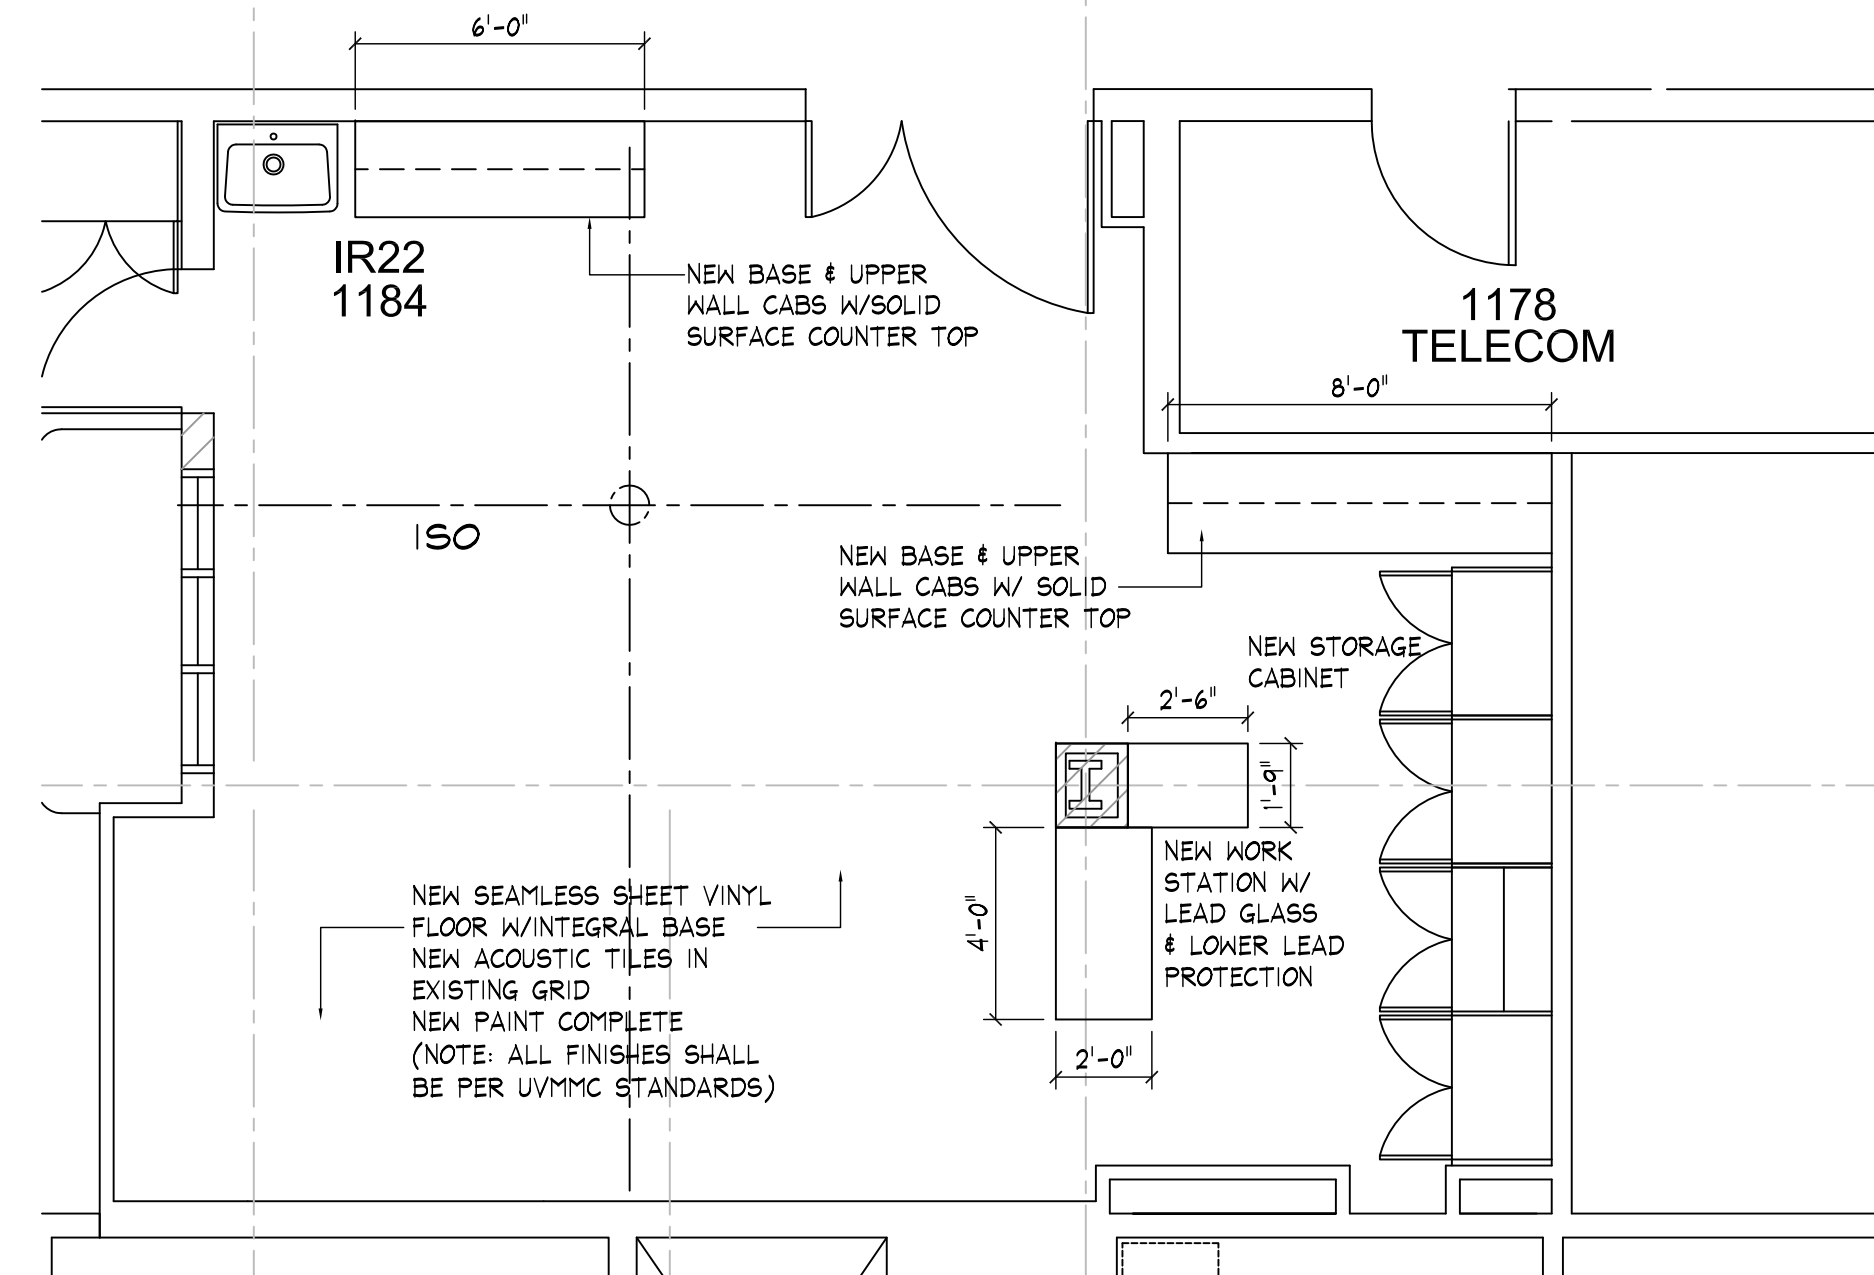 6'-0"
IR22
1184
NEW BASE & UPPER
WALL CABS W/SOLID
SURFACE COUNTER TOP
1178
TELECOM
8'-0"
ISO
NEW BASE & UPPER
WALL CABS W/ SOLID
SURFACE COUNTER TOP
NEW STORAGE
CABINET
2'-6"
1'-9"
NEW WORK
STATION W/
LEAD GLASS
& LOWER LEAD
PROTECTION
4'-0"
2'-0"
NEW SEAMLESS SHEET VINYL
FLOOR W/INTEGRAL BASE
NEW ACOUSTIC TILES IN
EXISTING GRID
NEW PAINT COMPLETE
(NOTE: ALL FINISHES SHALL
BE PER UVMMC STANDARDS)